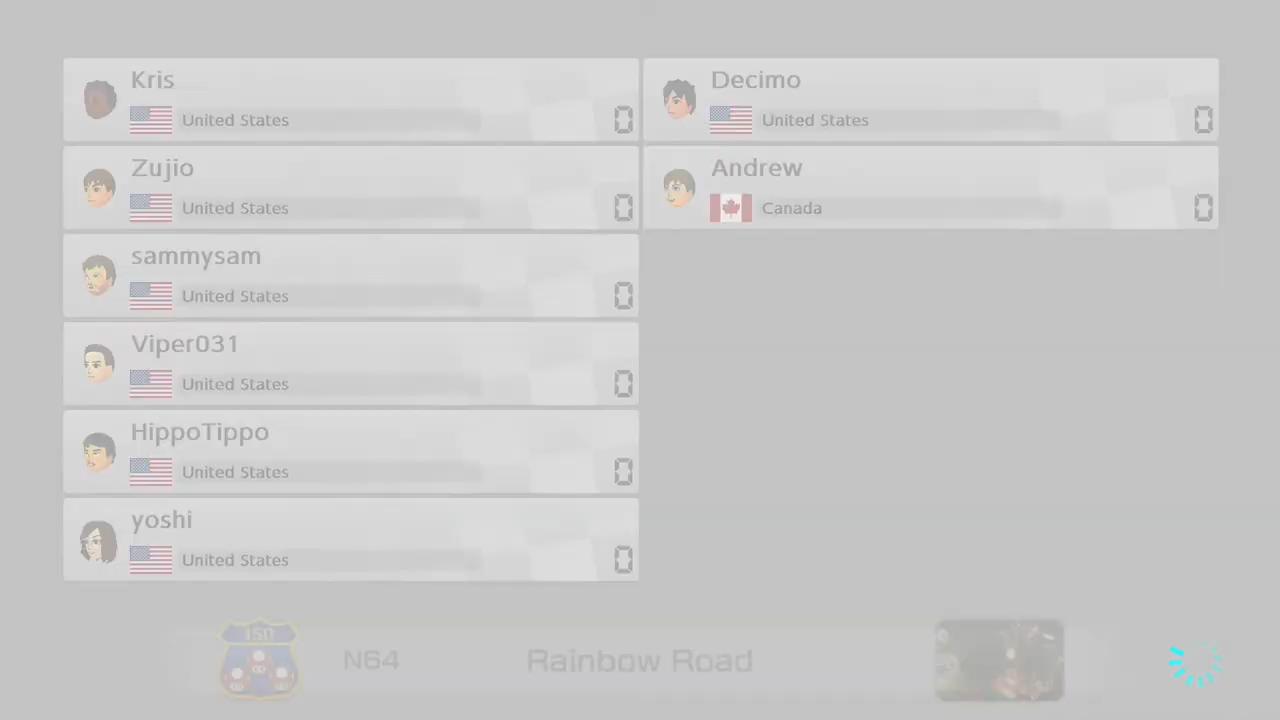 Kris
United States 0
Zujio
United States 0
sammysam
United States 0
Viper031
United States 0
HippoTippo
United States 0
yoshi
United States 0
Decimo
United States 0
Andrew
Canada 0
150 N64 Rainbow Road